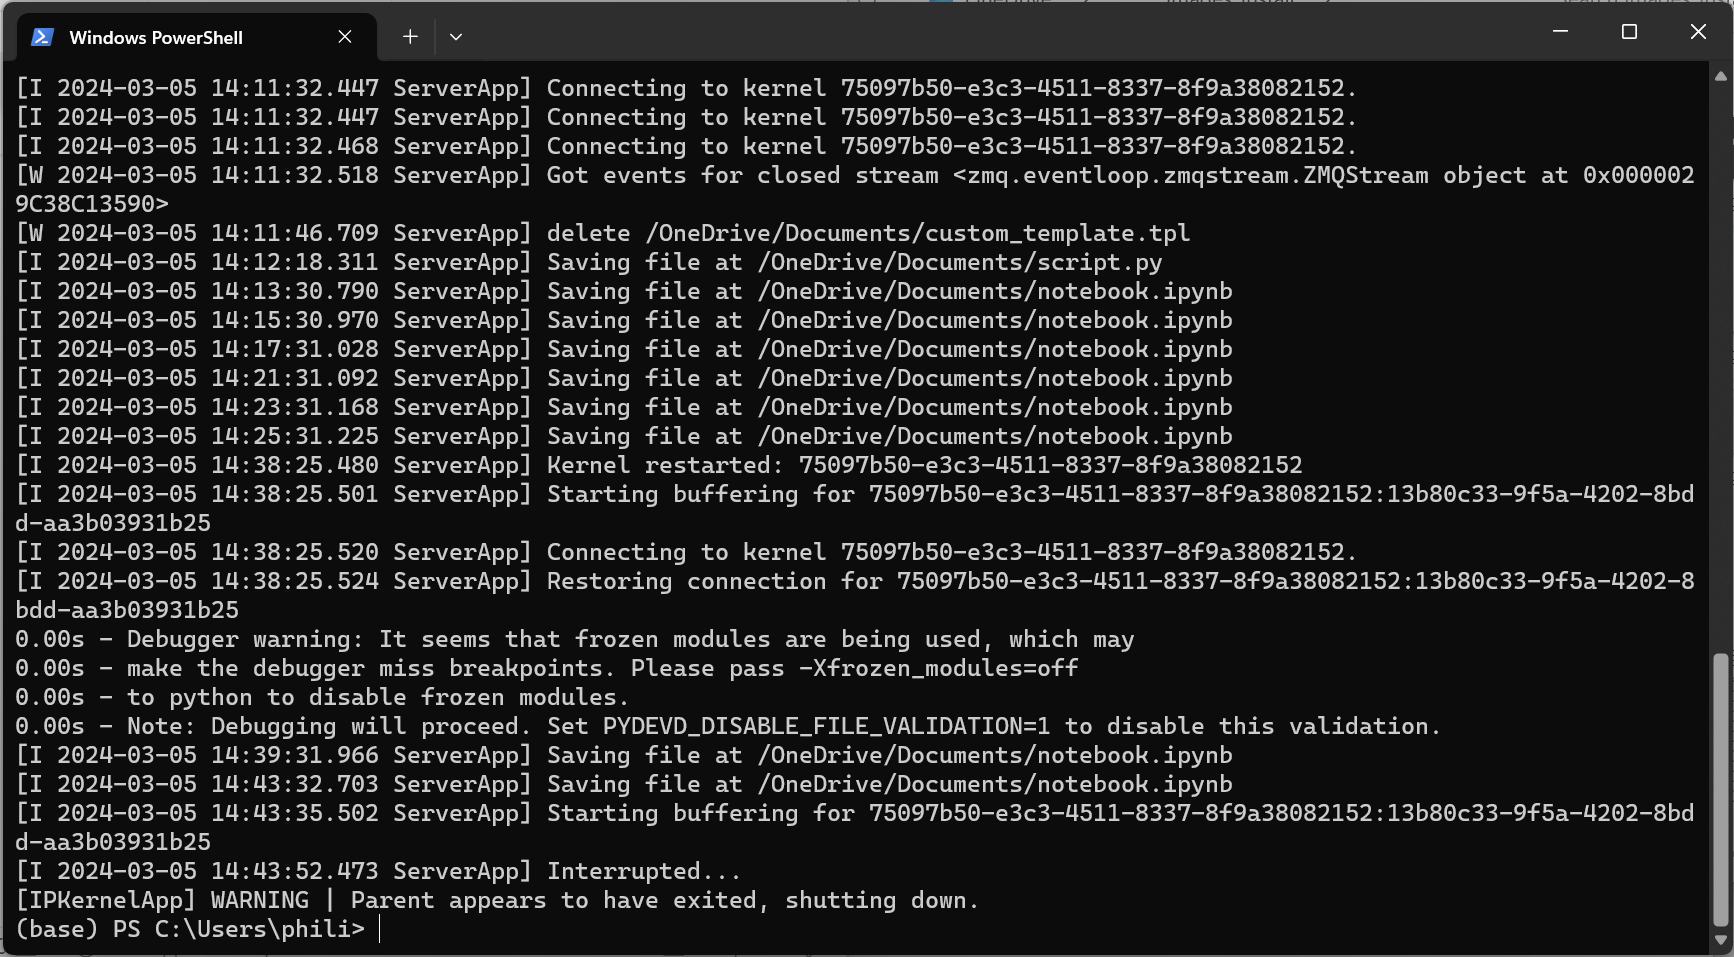 Windows PowerShell
[I 2024-03-05 14:11:32.447 ServerApp] Connecting to kernel 75097b50-e3c3-4511-8337-8f9a38082152.
[I 2024-03-05 14:11:32.447 ServerApp] Connecting to kernel 75097b50-e3c3-4511-8337-8f9a38082152.
[I 2024-03-05 14:11:32.468 ServerApp] Connecting to kernel 75097b50-e3c3-4511-8337-8f9a38082152.
[W 2024-03-05 14:11:32.518 ServerApp] Got events for closed stream <zmq.eventloop.zmqstream.ZMQStream object at 0x000002
9C38C13590>
[W 2024-03-05 14:11:46.709 ServerApp] delete /OneDrive/Documents/custom_template.tpl
[I 2024-03-05 14:12:18.311 ServerApp] Saving file at /OneDrive/Documents/script.py
[I 2024-03-05 14:13:30.790 ServerApp] Saving file at /OneDrive/Documents/notebook.ipynb
[I 2024-03-05 14:15:30.970 ServerApp] Saving file at /OneDrive/Documents/notebook.ipynb
[I 2024-03-05 14:17:31.028 ServerApp] Saving file at /OneDrive/Documents/notebook.ipynb
[I 2024-03-05 14:21:31.092 ServerApp] Saving file at /OneDrive/Documents/notebook.ipynb
[I 2024-03-05 14:23:31.168 ServerApp] Saving file at /OneDrive/Documents/notebook.ipynb
[I 2024-03-05 14:25:31.225 ServerApp] Saving file at /OneDrive/Documents/notebook.ipynb
[I 2024-03-05 14:38:25.480 ServerApp] Kernel restarted: 75097b50-e3c3-4511-8337-8f9a38082152
[I 2024-03-05 14:38:25.501 ServerApp] Starting buffering for 75097b50-e3c3-4511-8337-8f9a38082152:13b80c33-9f5a-4202-8bd
d-aa3b03931b25
[I 2024-03-05 14:38:25.520 ServerApp] Connecting to kernel 75097b50-e3c3-4511-8337-8f9a38082152.
[I 2024-03-05 14:38:25.524 ServerApp] Restoring connection for 75097b50-e3c3-4511-8337-8f9a38082152:13b80c33-9f5a-4202-8
bdd-aa3b03931b25
0.00s - Debugger warning: It seems that frozen modules are being used, which may
0.00s - make the debugger miss breakpoints. Please pass -Xfrozen_modules=off
0.00s - to python to disable frozen modules.
0.00s - Note: Debugging will proceed. Set PYDEVD_DISABLE_FILE_VALIDATION=1 to disable this validation.
[I 2024-03-05 14:39:31.966 ServerApp] Saving file at /OneDrive/Documents/notebook.ipynb
[I 2024-03-05 14:43:32.703 ServerApp] Saving file at /OneDrive/Documents/notebook.ipynb
[I 2024-03-05 14:43:35.502 ServerApp] Starting buffering for 75097b50-e3c3-4511-8337-8f9a38082152:13b80c33-9f5a-4202-8bd
d-aa3b03931b25
[I 2024-03-05 14:43:52.473 ServerApp] Interrupted...
[IPKernelApp] WARNING | Parent appears to have exited, shutting down.
(base) PS C:\Users\phili>